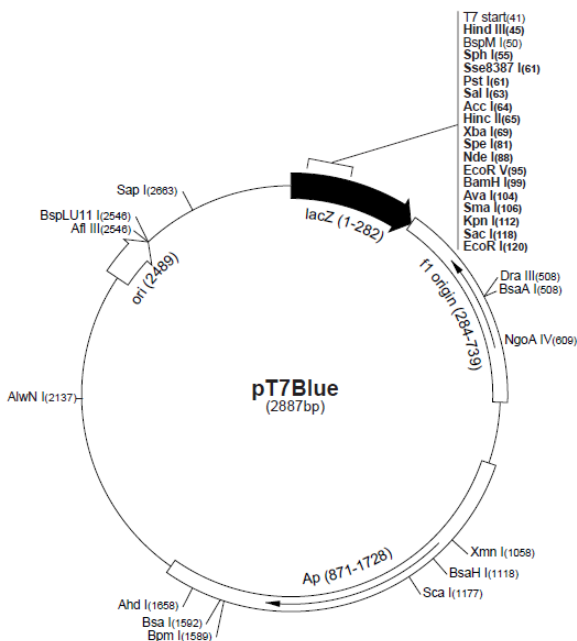 T7 start(41)
Hind III(45)
BspM I(50)
Sph I(55)
Sse8387 I(61)
Pst I(61)
Sal I(63)
Acc I(64)
Hinc II(65)
Xba I(69)
Spe I(81)
Nde I(88)
EcoR V(95)
BamH I(99)
Ava I(104)
Sma I(106)
Kpn I(112)
Sac I(118)
EcoR I(120)
Sap I(2663)
BspLU11 I(2546)
Afl III(2546)
lacZ (1-282)
ori (2489)
f1 origin (284-739)
Dra III(508)
BsaA I(508)
NgoA IV(609)
AlwN I(2137)
pT7Blue
(2887bp)
Ap (871-1728)
Xmn I(1058)
BsaH I(1118)
Sca I(1177)
Ahd I(1658)
Bsa I(1592)
Bpm I(1589)